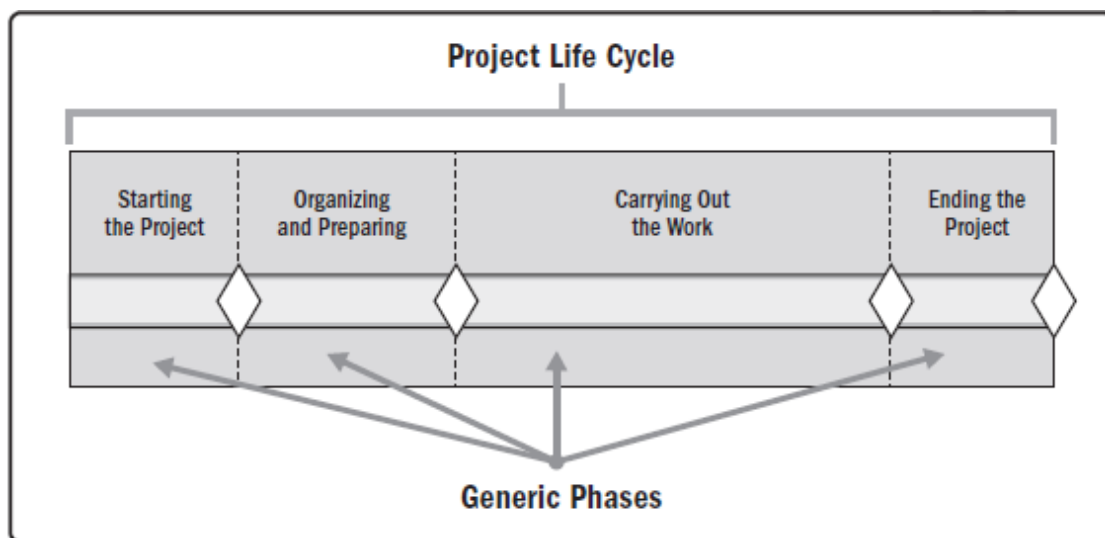 Project Life Cycle
Starting
the Project
Organizing
and Preparing
Carrying Out
the Work
Ending the
Project
Generic Phases